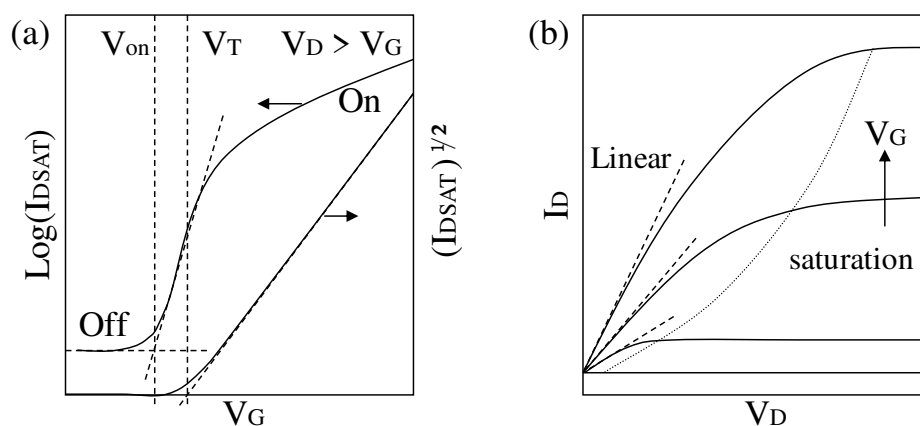 (a)
Von
VT
VD > VG
On
Log(IDSAT)
(IDSAT) ½
Off
VG
(b)
Linear
VG
ID
saturation
VD